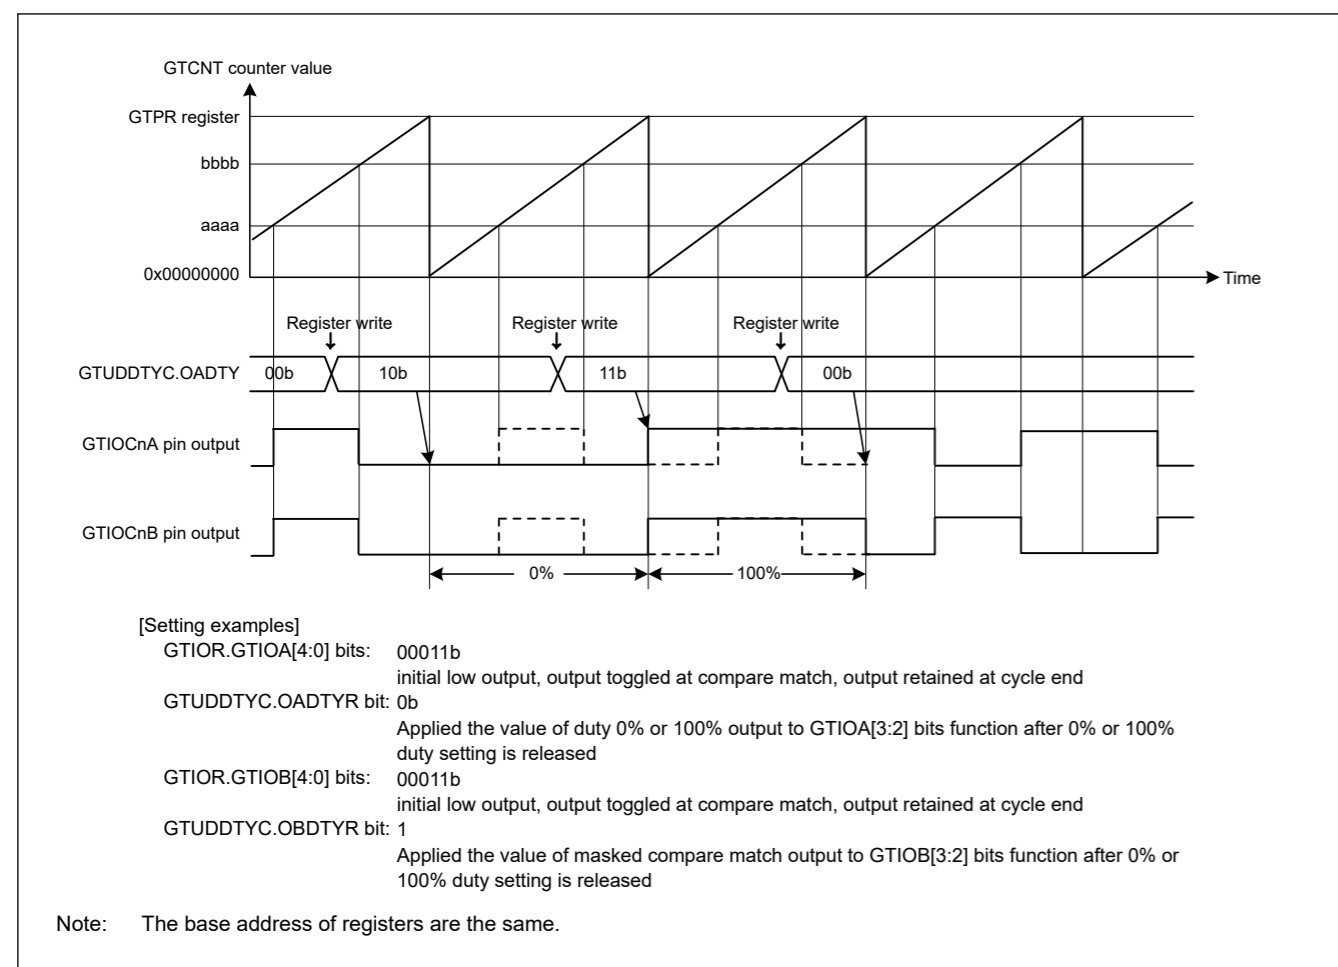 GTCNT counter value
GTPR register
bbbb
aaaa
0x00000000
Time
Register write Register write Register write
GTUDDTYC.OADTY 00b 10b 11b 00b
GTIOCnA pin output
GTIOCnB pin output
0% 100%
[Setting examples]
GTIOR.GTIOA[4:0] bits: 00011b
initial low output, output toggled at compare match, output retained at cycle end
GTUDDTYC.OADTYR bit: 0b
Applied the value of duty 0% or 100% output to GTIOA[3:2] bits function after 0% or 100%
duty setting is released
GTIOR.GTIOB[4:0] bits: 00011b
initial low output, output toggled at compare match, output retained at cycle end
GTUDDTYC.OBDTYR bit: 1
Applied the value of masked compare match output to GTIOB[3:2] bits function after 0% or
100% duty setting is released
Note: The base address of registers are the same.